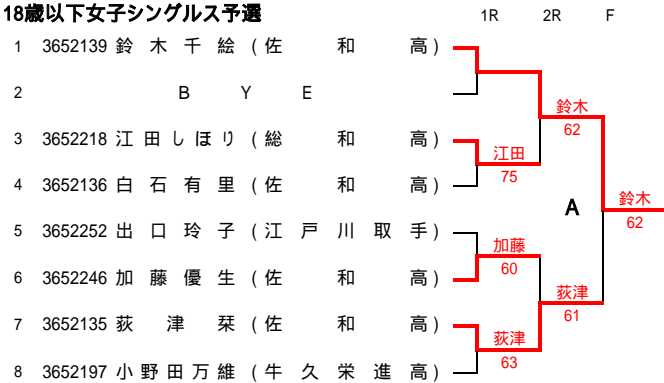 18歳以下女子シングルス予選
1R 2R F
1 3652139 鈴木千絵 (佐和高)
2 BYE
鈴木
62
3 3652218 江田しほり (総和高)
江田
75
4 3652136 白石有里 (佐和高)
A
鈴木
62
5 3652252 出口玲子 (江戸川取手)
加藤
60
6 3652246 加藤優生 (佐和高)
荻津
61
7 3652135 荻津栞 (佐和高)
荻津
63
8 3652197 小野田万維 (牛久栄進高)